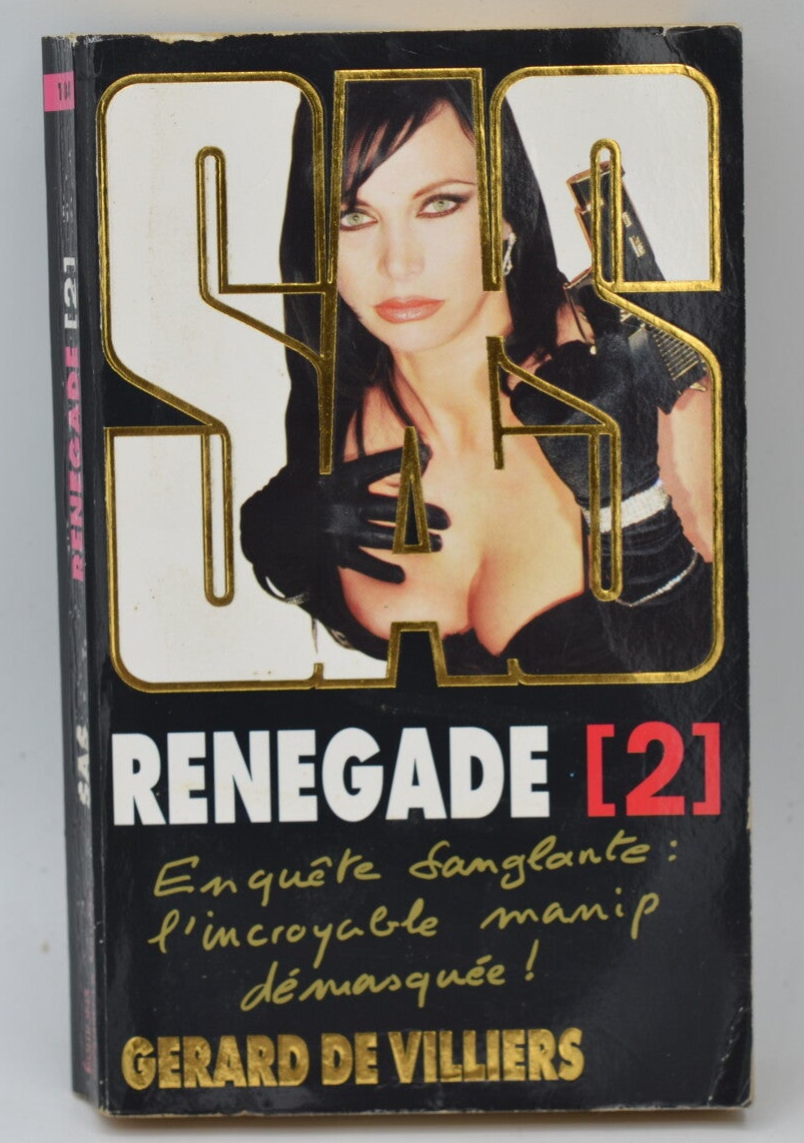 SAS
RENEGADE [2]
Enquête Sanglante :
l'incroyable manip
démasquée !
GERARD DE VILLIERS
SAS
RENEGADE [2]